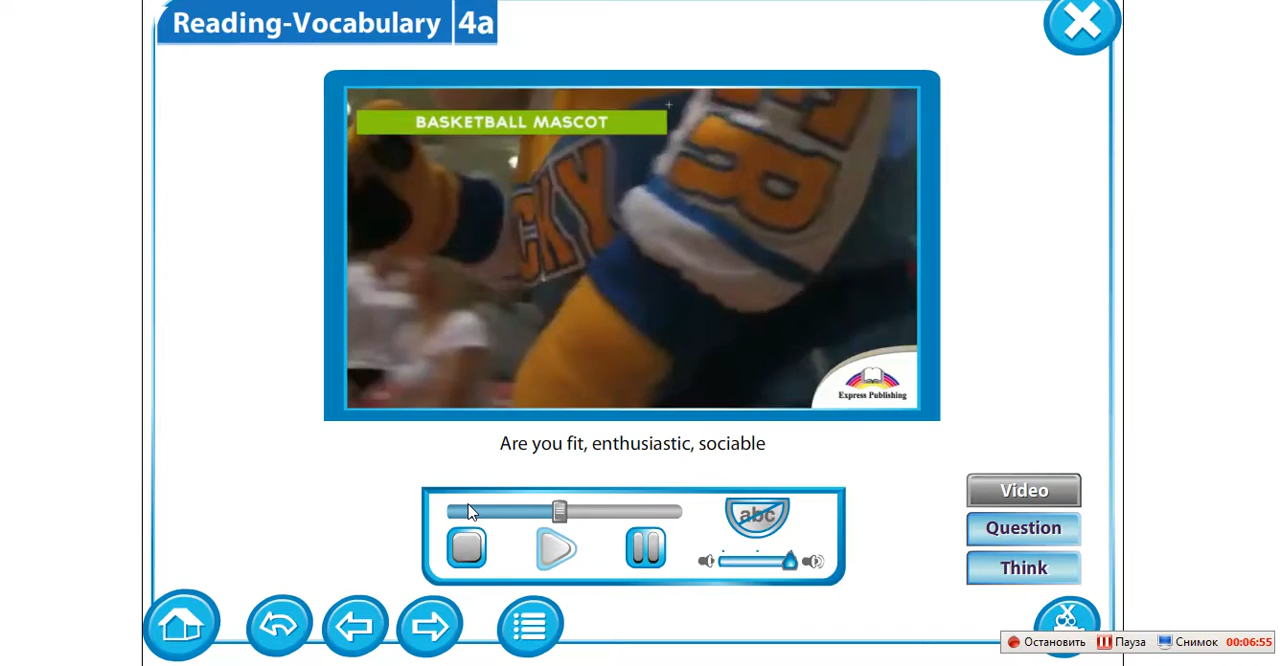 Reading-Vocabulary 4a
BASKETBALL MASCOT
CKY
Express Publishing
Are you fit, enthusiastic, sociable
abc
Video
Question
Think
Остановить Пауза Снимок 00:06:55